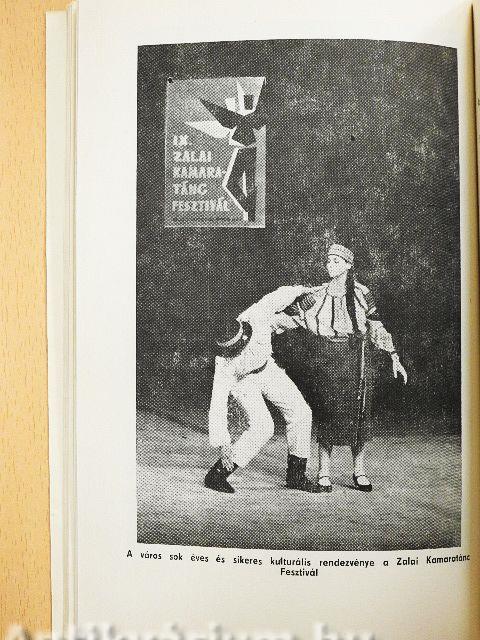 IX.
ZALAI
KAMARA-
TÁNC
FESZTIVÁL
A város sok éves és sikeres kulturális rendezvénye a Zalai Kamaratánc
Fesztivál